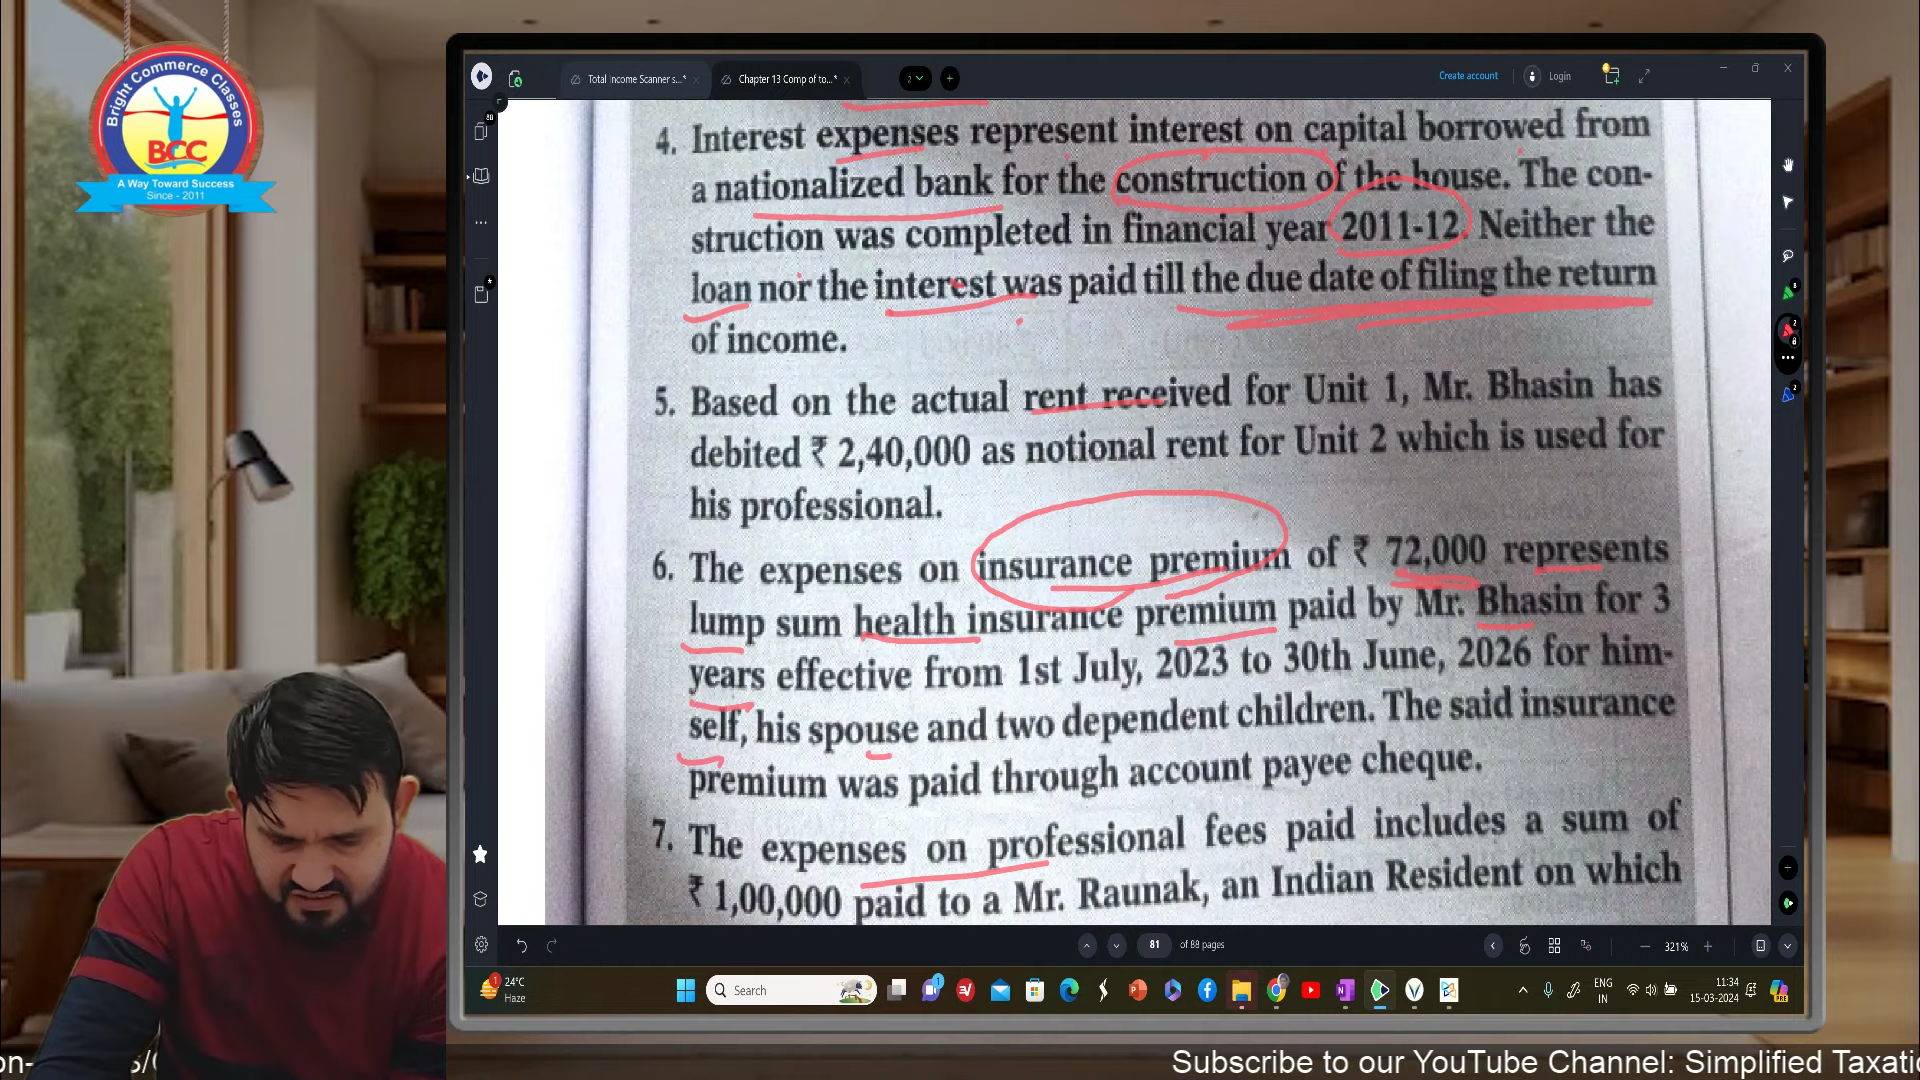 Bright Commerce Classes
BCC
A Way Toward Success
Since - 2011
Total Income Scanner s...*
Chapter 13 Comp of to...*
2
Create account
Login
88
4. Interest expenses represent interest on capital borrowed from
a nationalized bank for the construction of the house. The con-
struction was completed in financial year 2011-12. Neither the
loan nor the interest was paid till the due date of filing the return
of income.
5. Based on the actual rent received for Unit 1, Mr. Bhasin has
debited ₹ 2,40,000 as notional rent for Unit 2 which is used for
his professional.
6. The expenses on insurance premium of ₹ 72,000 represents
lump sum health insurance premium paid by Mr. Bhasin for 3
years effective from 1st July, 2023 to 30th June, 2026 for him-
self, his spouse and two dependent children. The said insurance
premium was paid through account payee cheque.
7. The expenses on professional fees paid includes a sum of
₹ 1,00,000 paid to a Mr. Raunak, an Indian Resident on which
81 of 88 pages
321%
24°C
Haze
Search
ENG
IN
11:34
15-03-2024
Subscribe to our YouTube Channel: Simplified Taxati